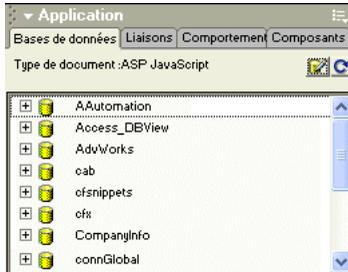 Application
Bases de données Liaisons Comportement Composants
Type de document :ASP JavaScript
AAutomation
Access_DBView
AdvWorks
cab
cfsnippets
cfx
CompanyInfo
connGlobal